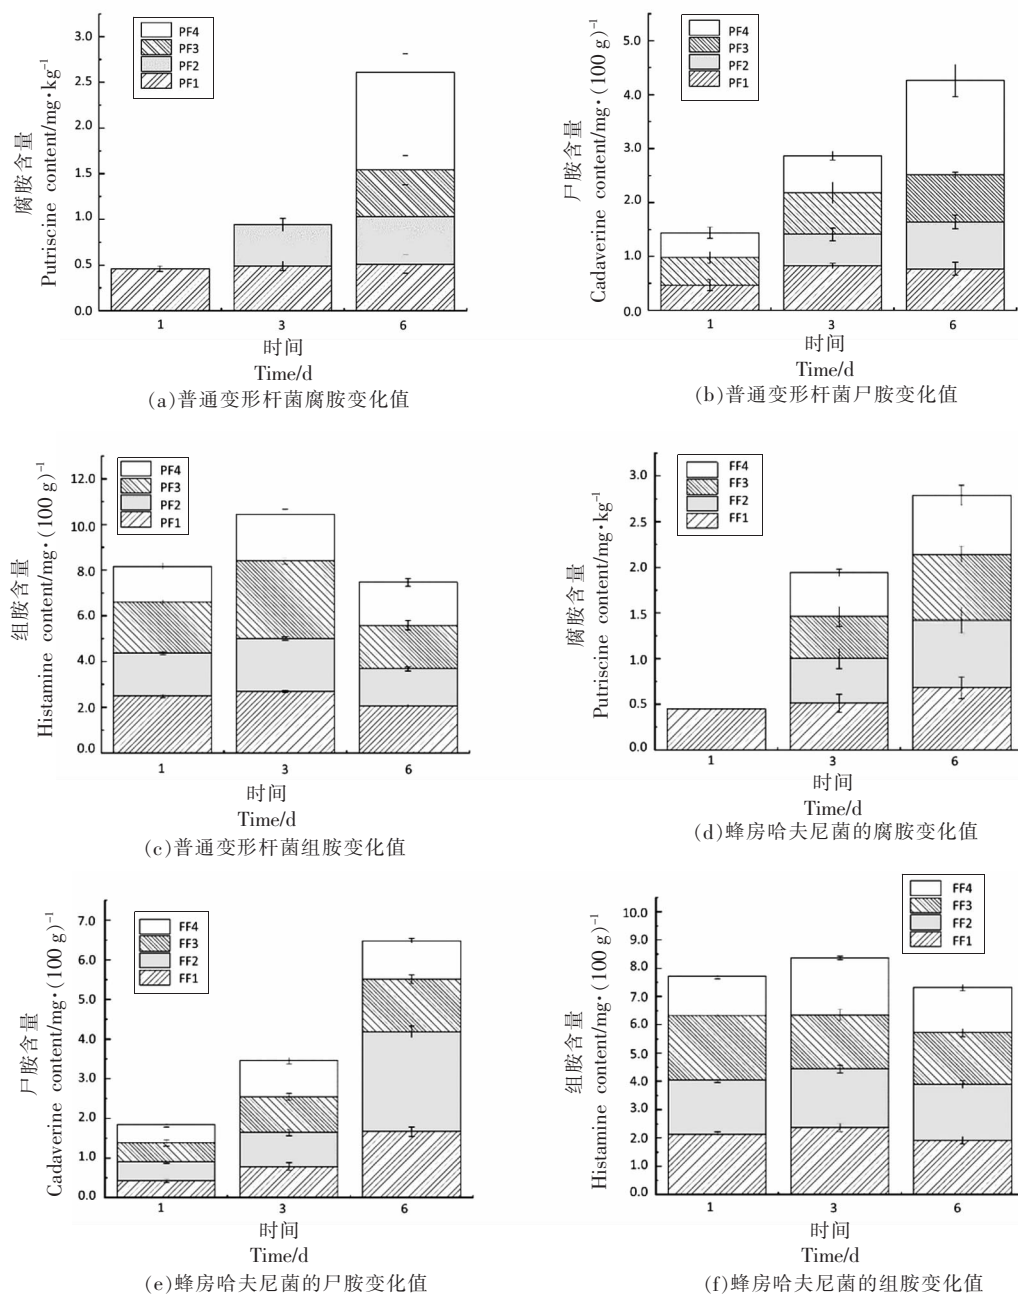 PF4
PF3
PF2
PF1
3.0
2.5
2.0
1.5
1.0
0.5
0.0
腐胺含量
Putriscine content/mg·kg⁻¹
1 3 6
时间
Time/d
(a)普通变形杆菌腐胺变化值
PF4
PF3
PF2
PF1
5.0
4.0
3.0
2.0
1.0
0.0
尸胺含量
Cadaverine content/mg·(100 g)⁻¹
1 3 6
时间
Time/d
(b)普通变形杆菌尸胺变化值
PF4
PF3
PF2
PF1
12.0
10.0
8.0
6.0
4.0
2.0
0.0
组胺含量
Histamine content/mg·(100 g)⁻¹
1 3 6
时间
Time/d
(c)普通变形杆菌组胺变化值
FF4
FF3
FF2
FF1
3.0
2.5
2.0
1.5
1.0
0.5
0.0
腐胺含量
Putriscine content/mg·kg⁻¹
1 3 6
时间
Time/d
(d)蜂房哈夫尼菌的腐胺变化值
FF4
FF3
FF2
FF1
7.0
6.0
5.0
4.0
3.0
2.0
1.0
0.0
尸胺含量
Cadaverine content/mg·(100 g)⁻¹
1 3 6
时间
Time/d
(e)蜂房哈夫尼菌的尸胺变化值
FF4
FF3
FF2
FF1
10.0
9.0
8.0
7.0
6.0
5.0
4.0
3.0
2.0
1.0
0.0
组胺含量
Histamine content/mg·(100 g)⁻¹
1 3 6
时间
Time/d
(f)蜂房哈夫尼菌的组胺变化值